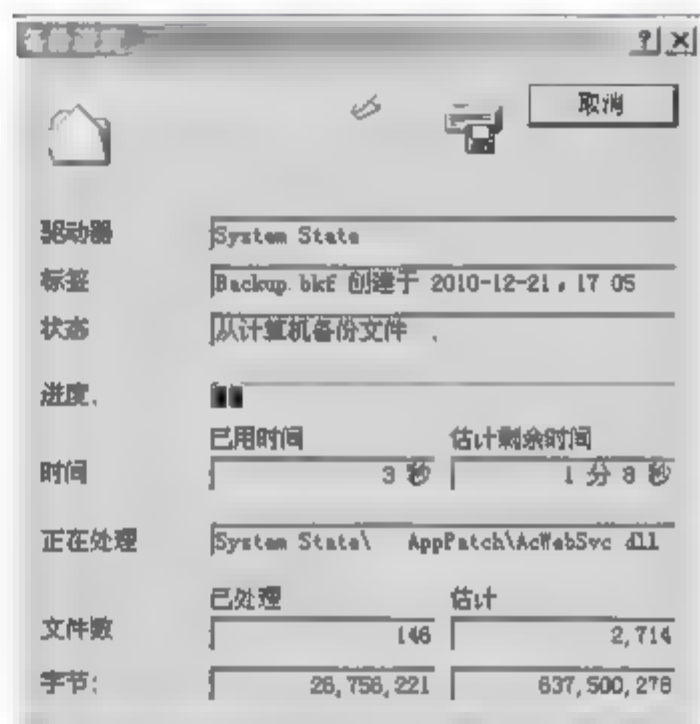 备份进度
取消
驱动器 System State
标签 Backup.bkf 创建于 2010-12-21, 17 05
状态 从计算机备份文件 .
进度.
已用时间 估计剩余时间
时间 3 秒 1 分 8 秒
正在处理 System State\ AppPatch\AcWebSvc dll
已处理 估计
文件数 146 2,714
字节: 26,756,221 637,500,278